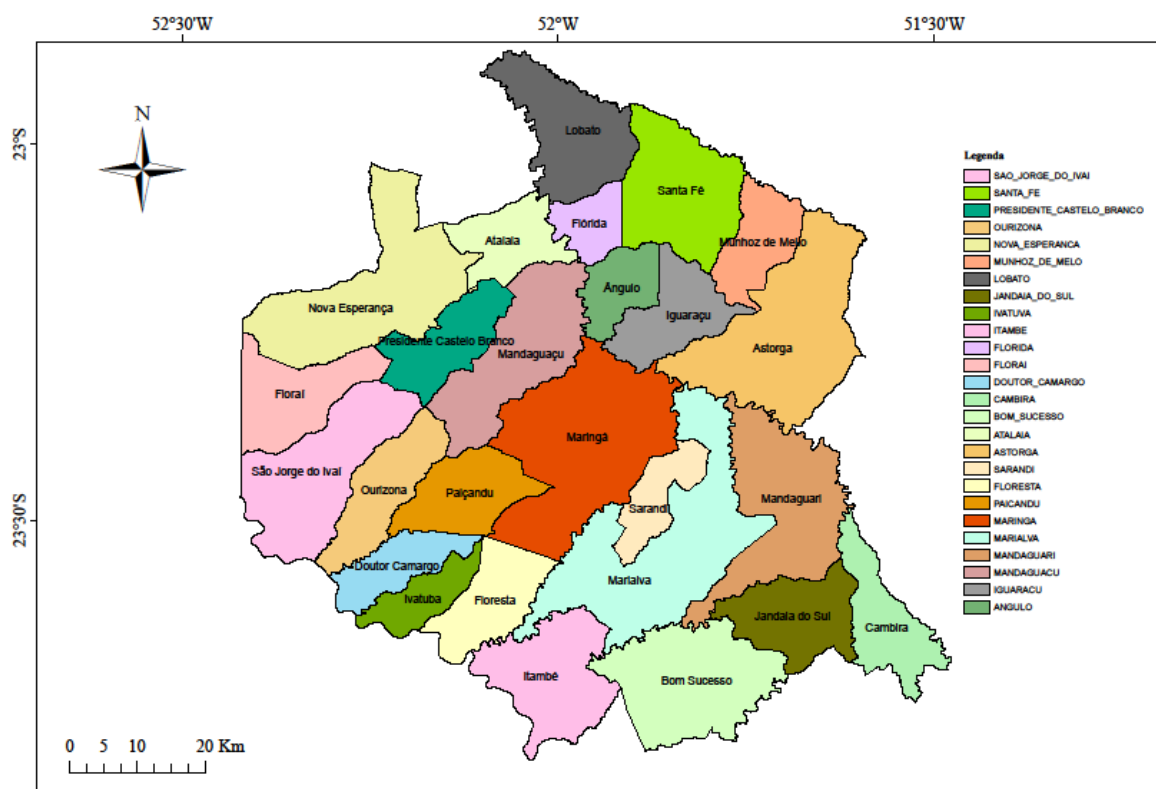 52°30'W 52°W 51°30'W
23°S
23°30'S
N
Lobato
Santa Fé
Flórida
Munhoz de Mello
Atalaia
Ângulo
Nova Esperança
Iguaraçu
Presidente Castelo Branco
Mandaguaçu
Astorga
Floraí
Maringá
São Jorge do Ivaí
Ourizona
Paiçandu
Mandaguari
Sarandi
Doutor Camargo
Marialva
Ivatuba
Floresta
Jandaia do Sul
Cambira
Itambé
Bom Sucesso
0 5 10 20 Km
Legenda
SAO_JORGE_DO_IVAI
SANTA_FE
PRESIDENTE_CASTELO_BRANCO
OURIZONA
NOVA_ESPERANCA
MUNHOZ_DE_MELO
LOBATO
JANDAIA_DO_SUL
IVATUVA
ITAMBE
FLORIDA
FLORAI
DOUTOR_CAMARGO
CAMBIRA
BOM_SUCESSO
ATALAIA
ASTORGA
SARANDI
FLORESTA
PAICANDU
MARINGA
MARIALVA
MANDAGUARI
MANDAGUACU
IGUARACU
ANGULO